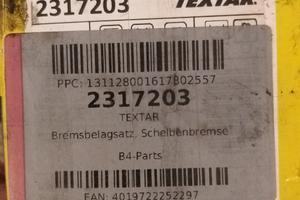 2317203
TEXTAR
PPC: 131128001617802557
2317203
TEXTAR
Bremsbelagsatz, Scheibenbremse
B4-Parts
EAN: 4019722252297